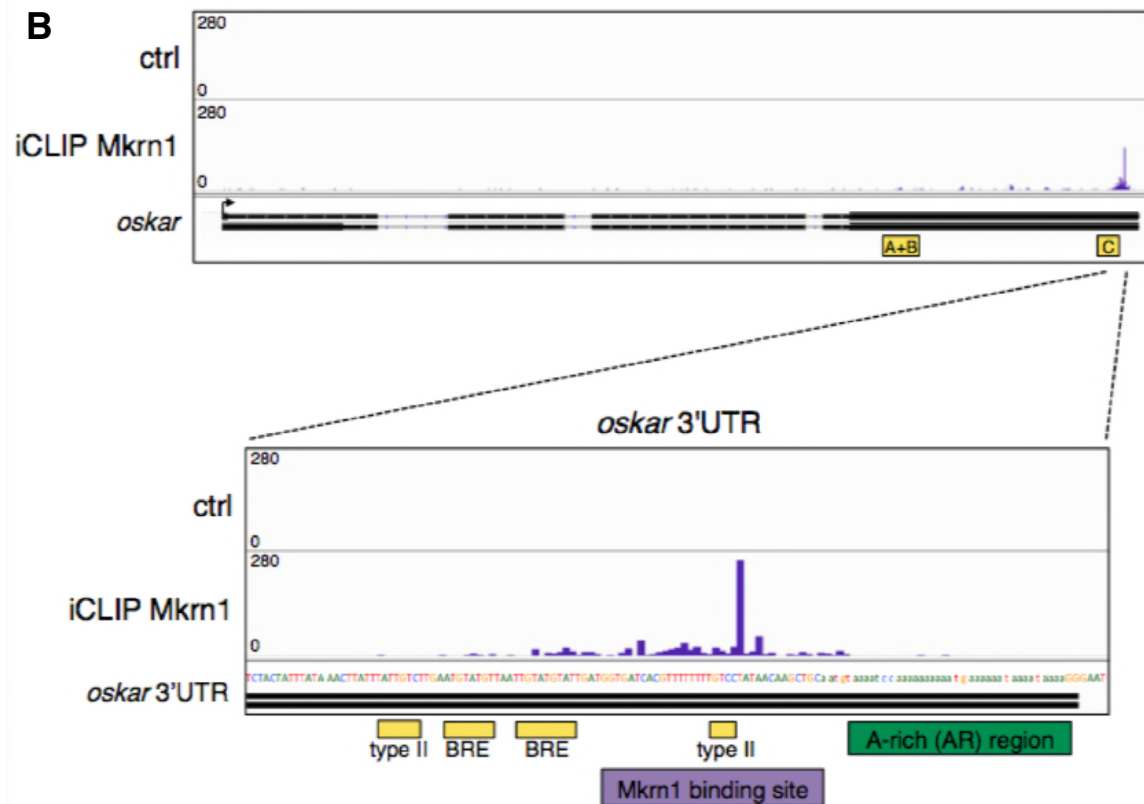 B
280
ctrl
0
280
iCLIP Mkrn1
0
oskar
A+B
C
oskar 3'UTR
280
ctrl
0
280
iCLIP Mkrn1
0
oskar 3'UTR
type II
BRE
BRE
type II
A-rich (AR) region
Mkrn1 binding site